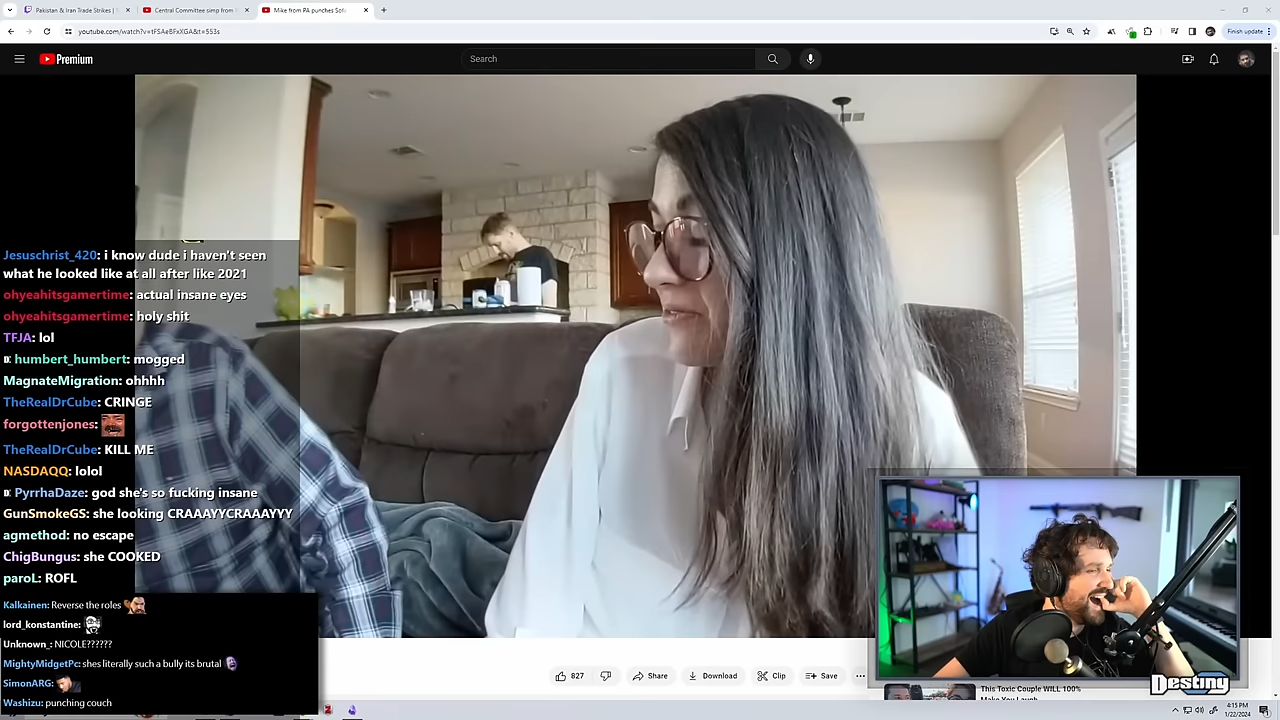 Pakistan & Iran Trade Strikes |
Central Committee simp from
Mike from PA punches Sofa
youtube.com/watch?v=tFSAeBFxXGA&t=553s
Finish update
Premium
Search
Jesuschrist_420: i know dude i haven't seen
what he looked like at all after like 2021
ohyeahitsgamertime: actual insane eyes
ohyeahitsgamertime: holy shit
TFJA: lol
humbert_humbert: mogged
MagnateMigration: ohhhh
TheRealDrCube: CRINGE
forgottenjones:
TheRealDrCube: KILL ME
NASDAQQ: lolol
PyrrhaDaze: god she's so fucking insane
GunSmokeGS: she looking CRAAAYYCRAAAYYY
agmethod: no escape
ChigBungus: she COOKED
paroL: ROFL
Kalkainen: Reverse the roles
lord_konstantine:
Unknown_: NICOLE??????
MightyMidgetPc: shes literally such a bully its brutal
SimonARG:
Washizu: punching couch
827
Share
Download
Clip
Save
This Toxic Couple WILL 100%
Make You Laugh
Destiny
4:15 PM
1/22/2024